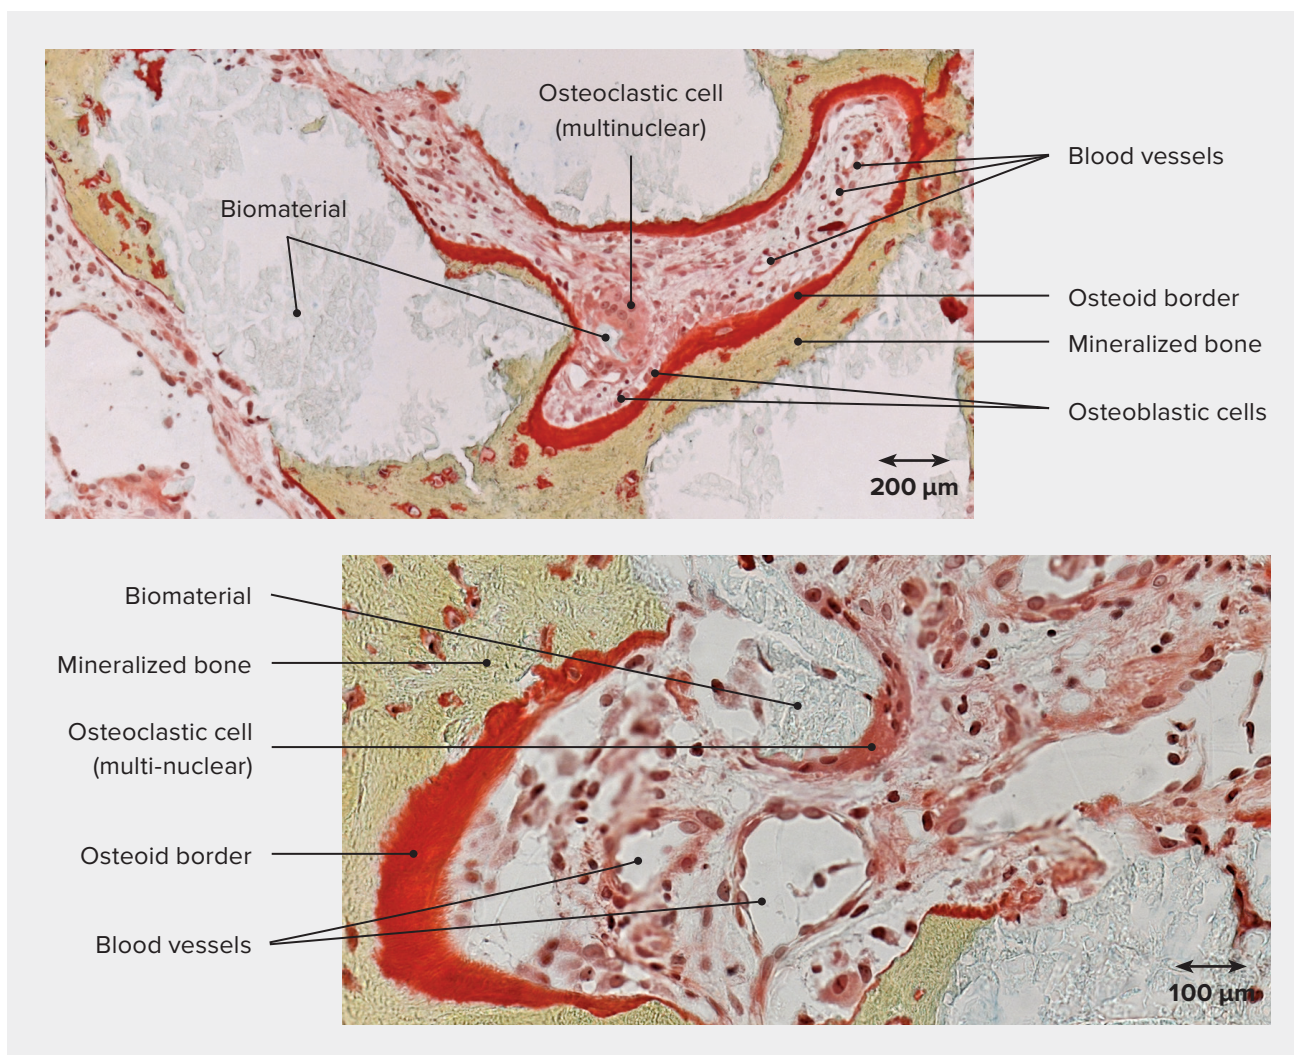 Osteoclastic cell
(multinuclear)
Biomaterial
Blood vessels
Osteoid border
Mineralized bone
Osteoblastic cells
200 µm
Biomaterial
Mineralized bone
Osteoclastic cell
(multi-nuclear)
Osteoid border
Blood vessels
100 µm